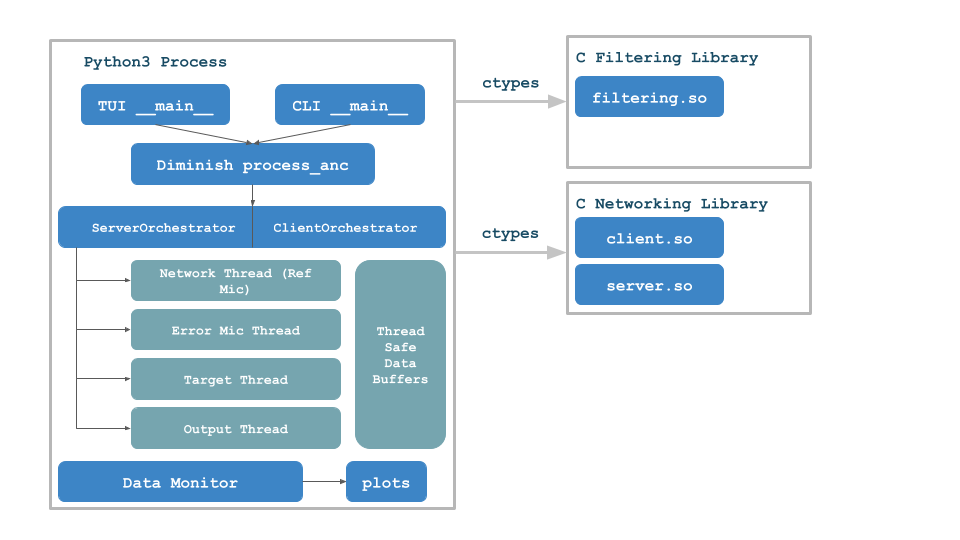 Python3 Process
TUI __main__
CLI __main__
Diminish process_anc
ServerOrchestrator
ClientOrchestrator
Network Thread (Ref
Mic)
Error Mic Thread
Target Thread
Output Thread
Thread
Safe
Data
Buffers
Data Monitor
plots
ctypes
ctypes
C Filtering Library
filtering.so
C Networking Library
client.so
server.so